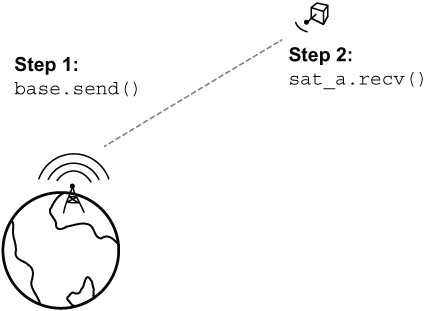 Step 1:
base.send()
Step 2:
sat_a.recv()